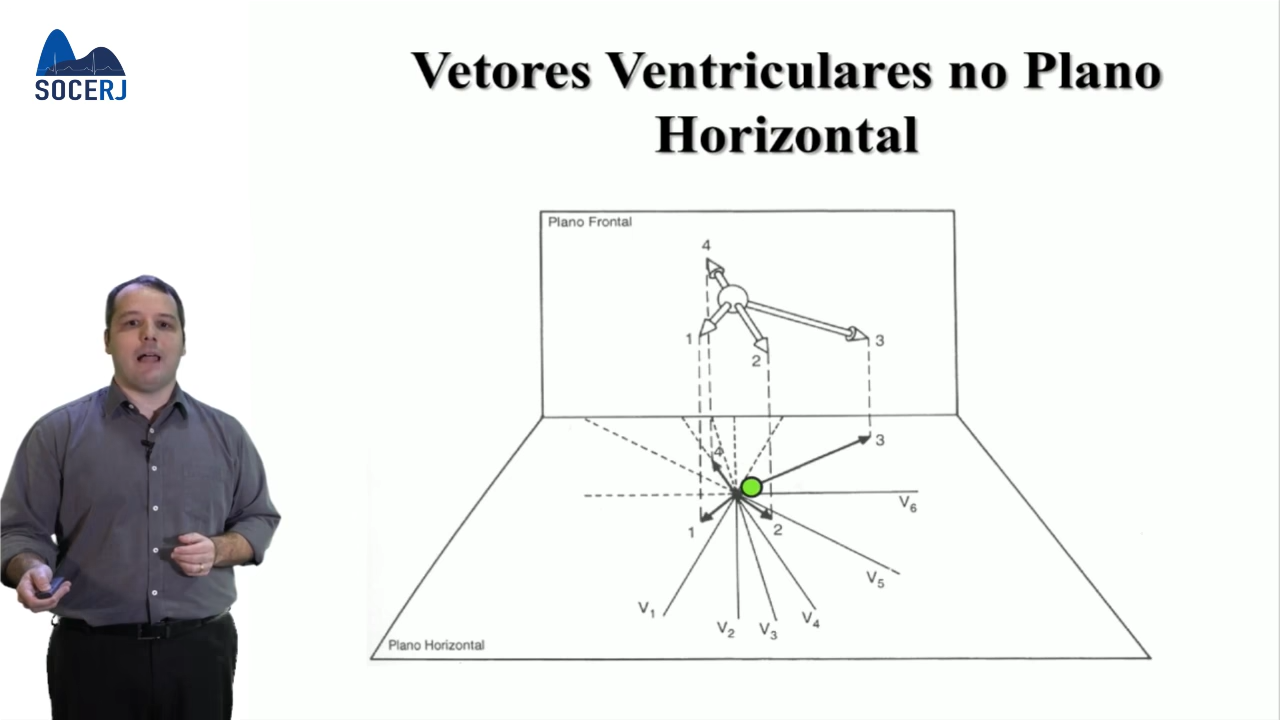 SOCERJ
Vetores Ventriculares no Plano
Horizontal
Plano Frontal
4
1
2
3
4
3
1
2
V6
V5
V1
V2
V3
V4
Plano Horizontal